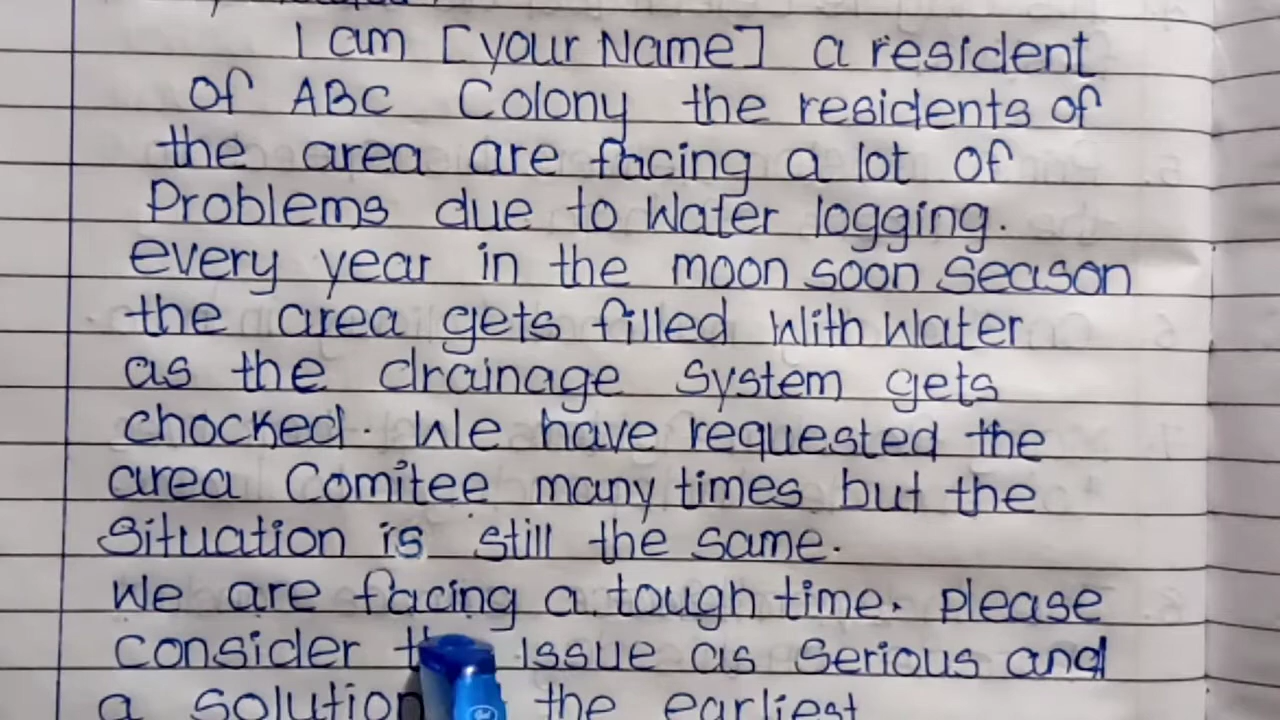 I am [your Name] a resident
of ABC Colony the residents of
the area are facing a lot of
Problems due to Water logging.
every year in the moon soon Season
the area gets filled With Water
as the drainage System gets
chocked. We have requested the
area Comitee many times but the
Situation is still the same.
We are facing a tough time. Please
consider issue as Serious and
a solution the earliest